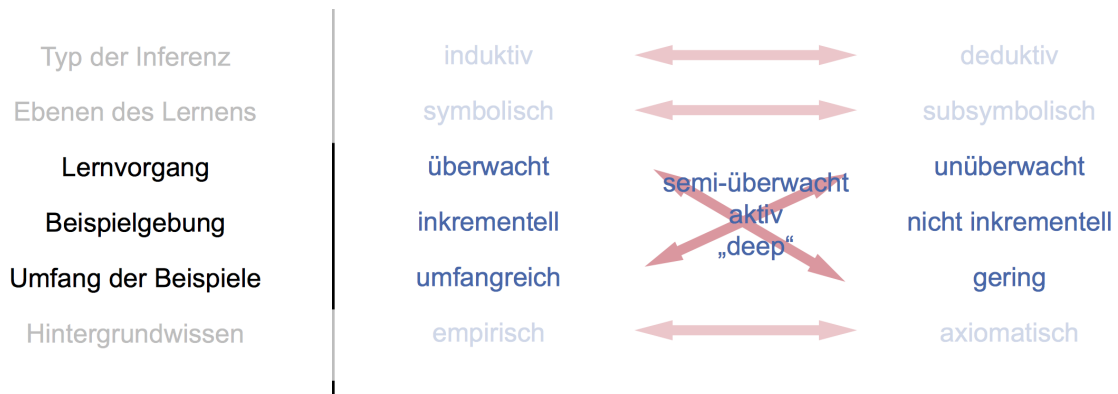 Typ der Inferenz induktiv deduktiv
Ebenen des Lernens symbolisch subsymbolisch
Lernvorgang überwacht unüberwacht
semi-überwacht
aktiv
„deep“
Beispielgebung inkrementell nicht inkrementell
Umfang der Beispiele umfangreich gering
Hintergrundwissen empirisch axiomatisch